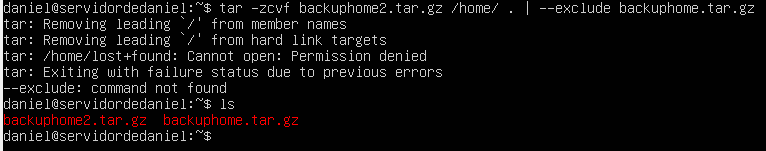 daniel@servidordedaniel:~$ tar -zcvf backuphome2.tar.gz /home/ . | --exclude backuphome.tar.gz
tar: Removing leading `/' from member names
tar: Removing leading `/' from hard link targets
tar: /home/lost+found: Cannot open: Permission denied
tar: Exiting with failure status due to previous errors
--exclude: command not found
daniel@servidordedaniel:~$ ls
backuphome2.tar.gz  backuphome.tar.gz
daniel@servidordedaniel:~$